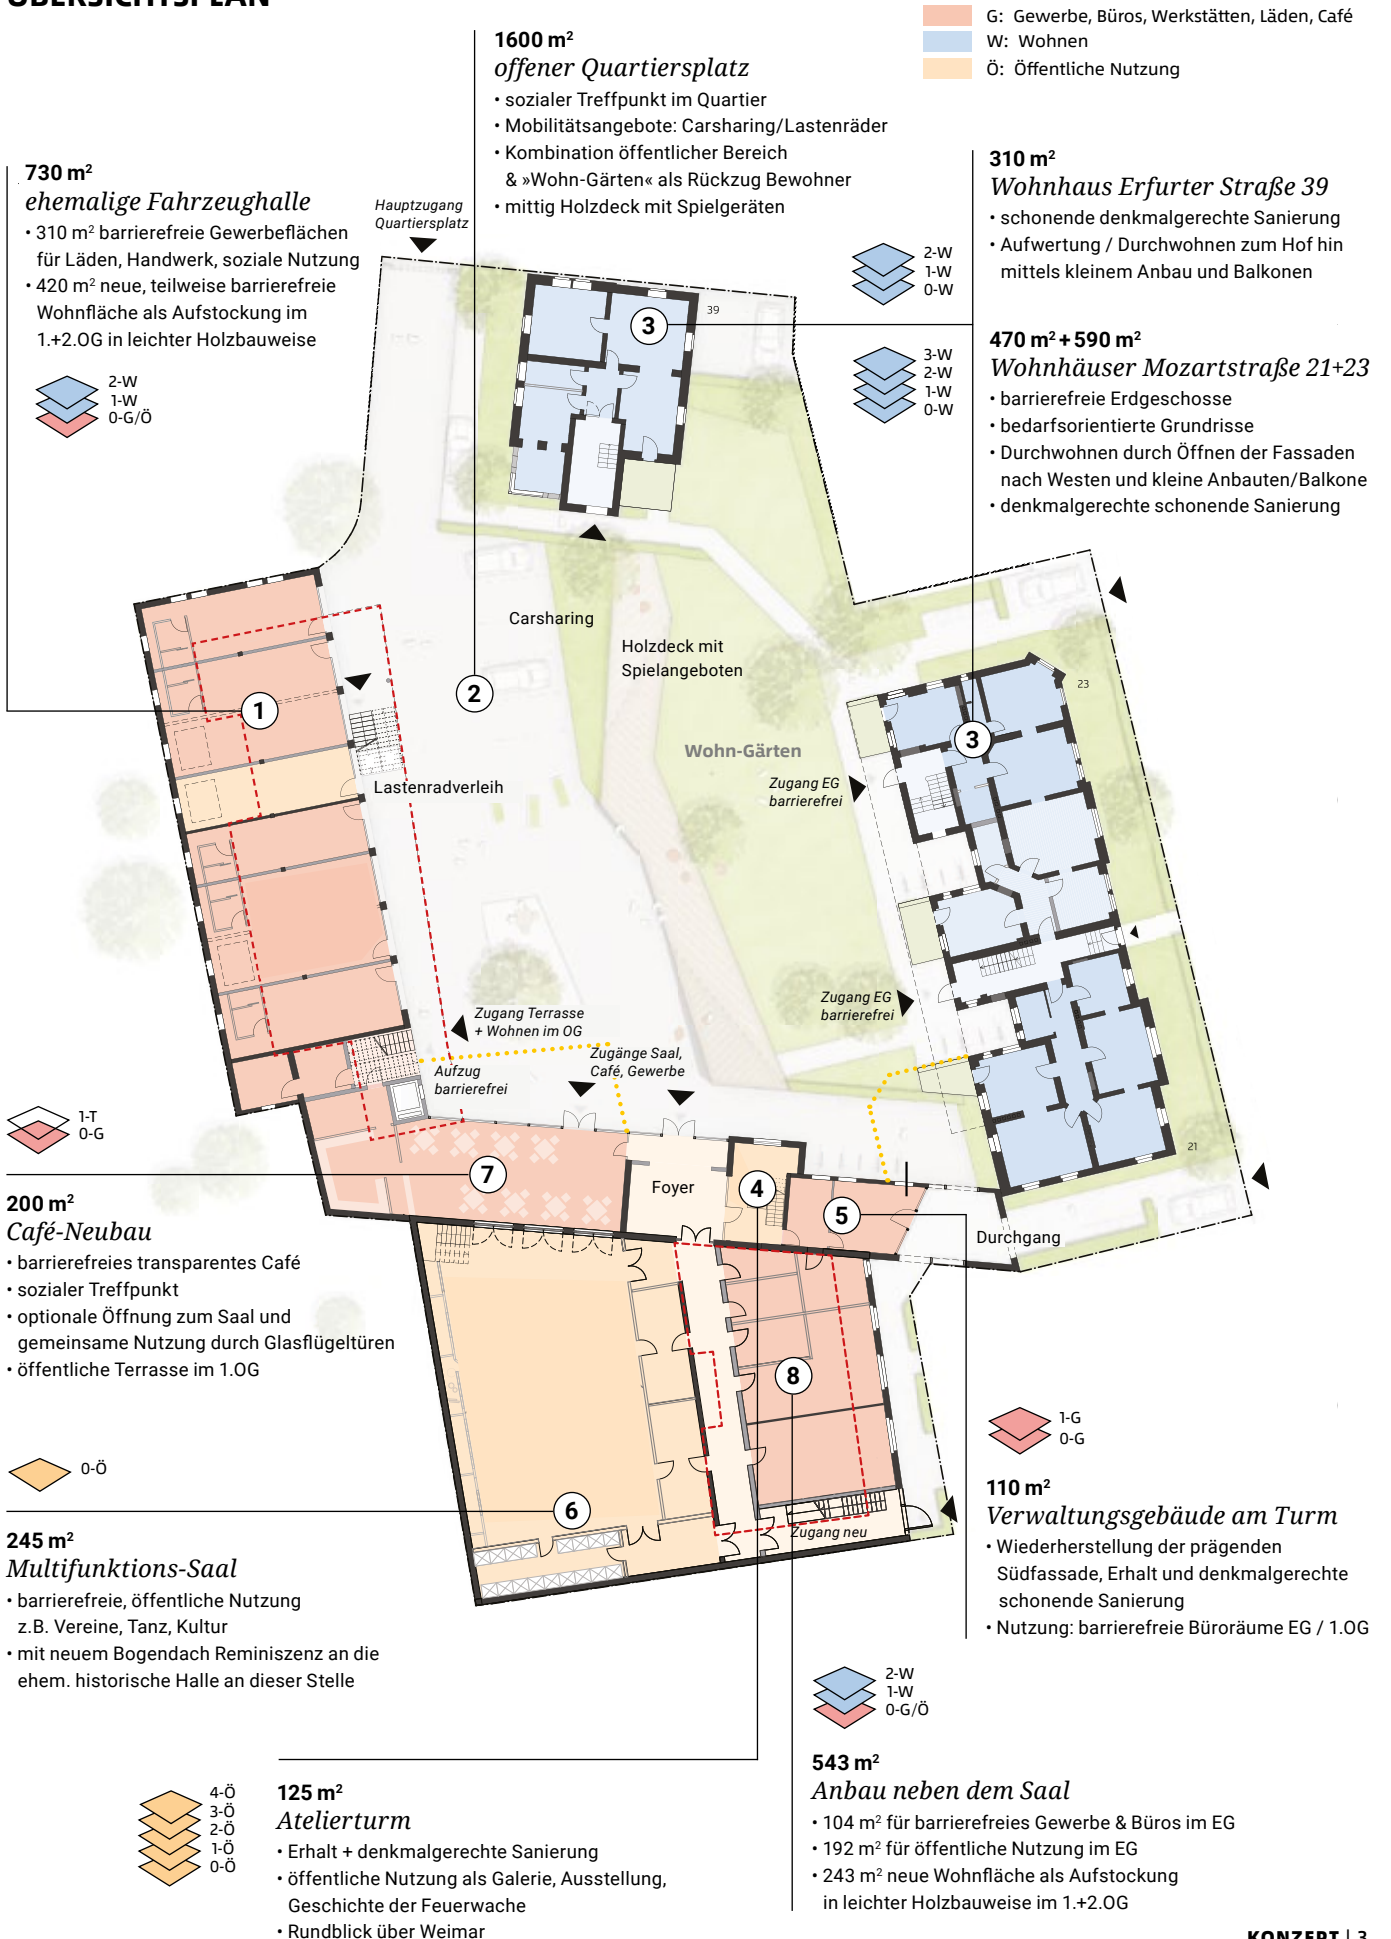 ÜBERSICHTSPLAN
G: Gewerbe, Büros, Werkstätten, Läden, Café
W: Wohnen
Ö: Öffentliche Nutzung
1600 m²
offener Quartiersplatz
• sozialer Treffpunkt im Quartier
• Mobilitätsangebote: Carsharing/Lastenräder
• Kombination öffentlicher Bereich
& »Wohn-Gärten« als Rückzug Bewohner
• mittig Holzdeck mit Spielgeräten
730 m²
ehemalige Fahrzeughalle
• 310 m² barrierefreie Gewerbeflächen
für Läden, Handwerk, soziale Nutzung
• 420 m² neue, teilweise barrierefreie
Wohnfläche als Aufstockung im
1.+2.OG in leichter Holzbauweise
2-W
1-W
0-G/Ö
Hauptzugang
Quartiersplatz
310 m²
Wohnhaus Erfurter Straße 39
• schonende denkmalgerechte Sanierung
• Aufwertung / Durchwohnen zum Hof hin
mittels kleinem Anbau und Balkonen
2-W
1-W
0-W
470 m² + 590 m²
Wohnhäuser Mozartstraße 21+23
• barrierefreie Erdgeschosse
• bedarfsorientierte Grundrisse
• Durchwohnen durch Öffnen der Fassaden
nach Westen und kleine Anbauten/Balkone
• denkmalgerechte schonende Sanierung
3-W
2-W
1-W
0-W
39
3
Carsharing
Holzdeck mit
Spielangeboten
1
2
23
3
Wohn-Gärten
Zugang EG
barrierefrei
Lastenradverleih
Zugang EG
barrierefrei
Zugang Terrasse
+ Wohnen im OG
Zugänge Saal,
Café, Gewerbe
Aufzug
barrierefrei
21
1-T
0-G
7
Foyer
4
5
Durchgang
200 m²
Café-Neubau
• barrierefreies transparentes Café
• sozialer Treffpunkt
• optionale Öffnung zum Saal und
gemeinsame Nutzung durch Glasflügeltüren
• öffentliche Terrasse im 1.OG
8
1-G
0-G
0-Ö
6
Zugang neu
110 m²
Verwaltungsgebäude am Turm
• Wiederherstellung der prägenden
Südfassade, Erhalt und denkmalgerechte
schonende Sanierung
• Nutzung: barrierefreie Büroräume EG / 1.OG
245 m²
Multifunktions-Saal
• barrierefreie, öffentliche Nutzung
z.B. Vereine, Tanz, Kultur
• mit neuem Bogendach Reminiszenz an die
ehem. historische Halle an dieser Stelle
2-W
1-W
0-G/Ö
543 m²
Anbau neben dem Saal
• 104 m² für barrierefreies Gewerbe & Büros im EG
• 192 m² für öffentliche Nutzung im EG
• 243 m² neue Wohnfläche als Aufstockung
in leichter Holzbauweise im 1.+2.OG
4-Ö
3-Ö
2-Ö
1-Ö
0-Ö
125 m²
Atelierturm
• Erhalt + denkmalgerechte Sanierung
• öffentliche Nutzung als Galerie, Ausstellung,
Geschichte der Feuerwache
• Rundblick über Weimar
KONZEPT | 3